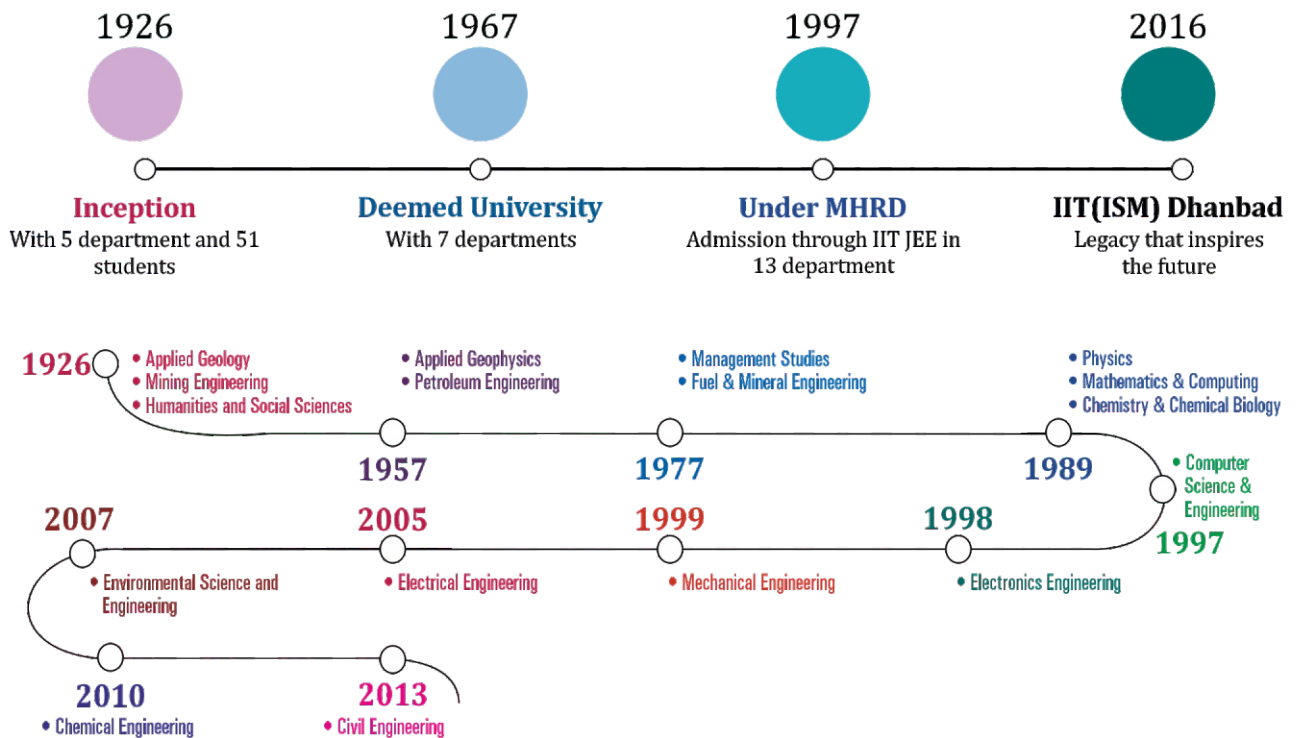 1926
1967
1997
2016
Inception
With 5 department and 51
students
Deemed University
With 7 departments
Under MHRD
Admission through IIT JEE in
13 department
IIT(ISM) Dhanbad
Legacy that inspires
the future
1926
• Applied Geology
• Mining Engineering
• Humanities and Social Sciences
• Applied Geophysics
• Petroleum Engineering
1957
• Management Studies
• Fuel & Mineral Engineering
1977
• Physics
• Mathematics & Computing
• Chemistry & Chemical Biology
1989
• Computer
Science &
Engineering
1997
1998
• Electronics Engineering
1999
• Mechanical Engineering
2005
• Electrical Engineering
2007
• Environmental Science and
Engineering
2010
• Chemical Engineering
2013
• Civil Engineering